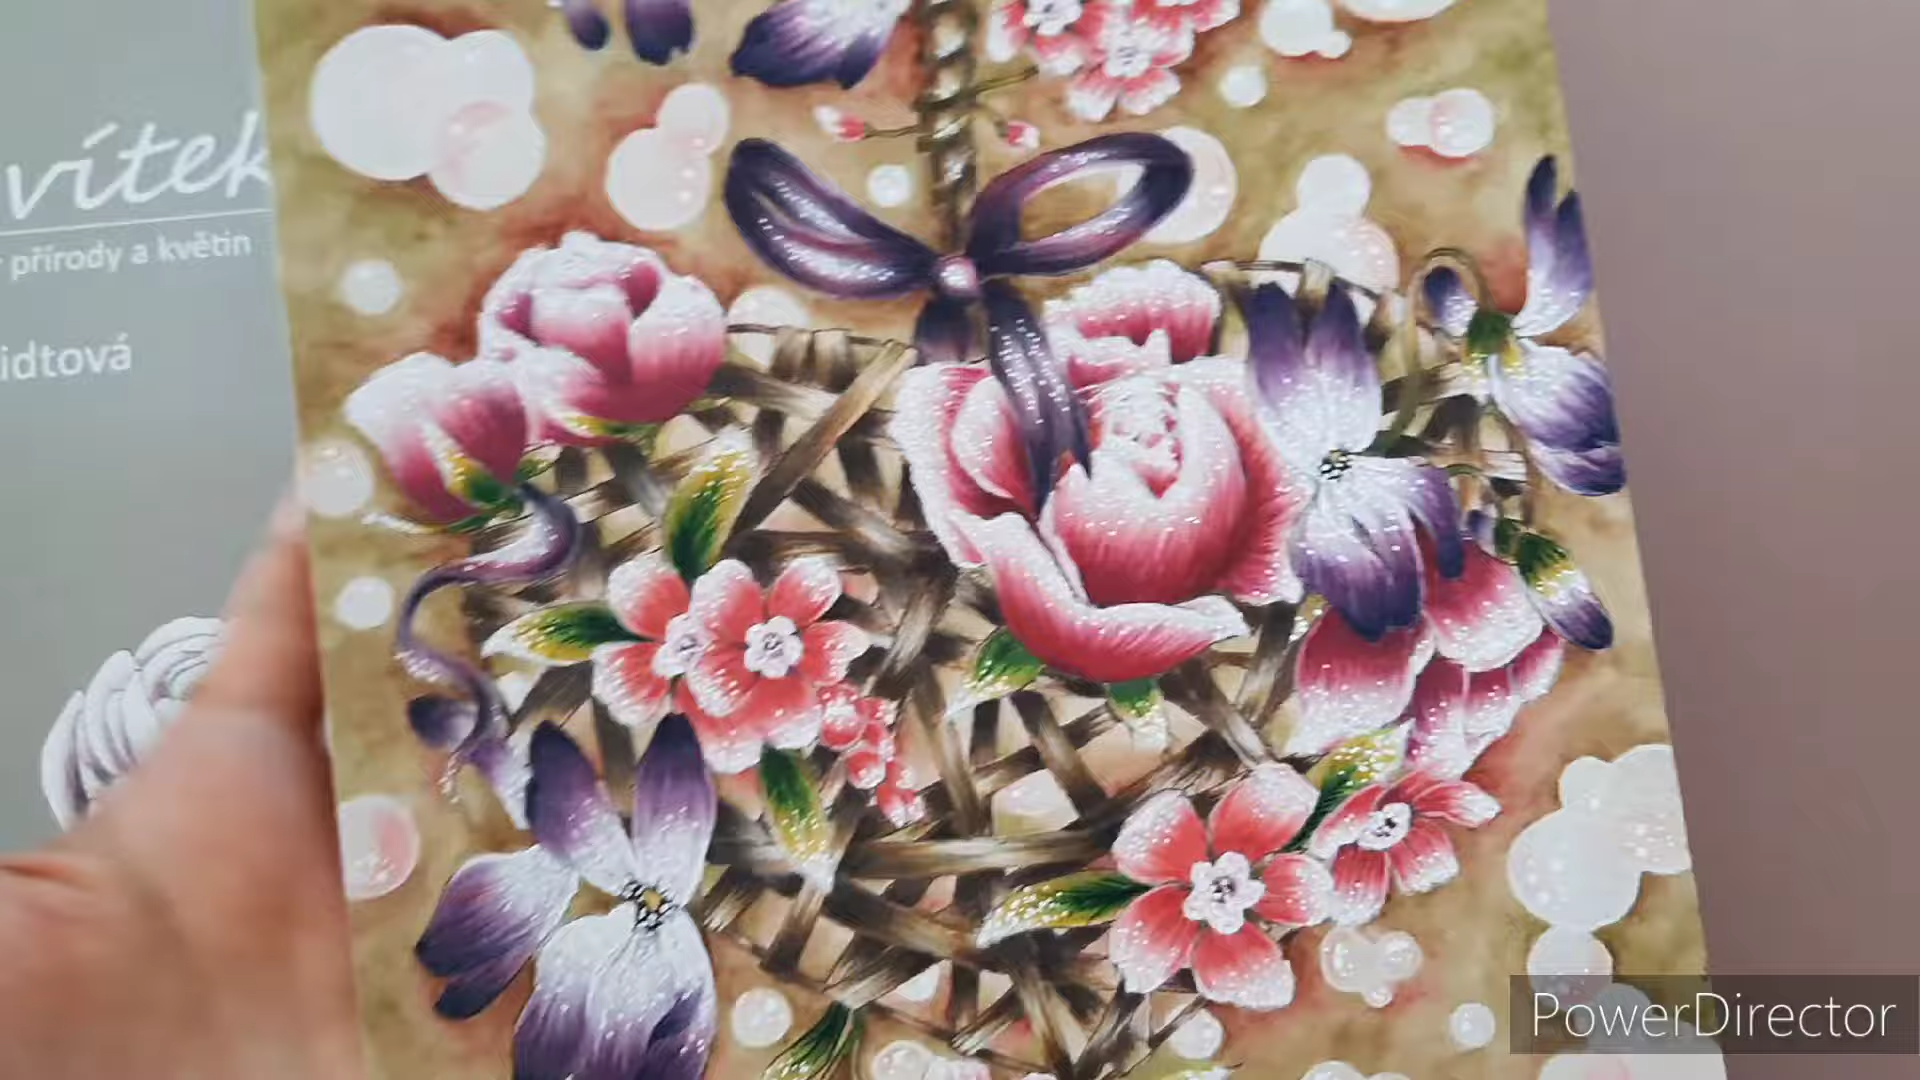 vítek
přírody a květin
idtová
PowerDirector